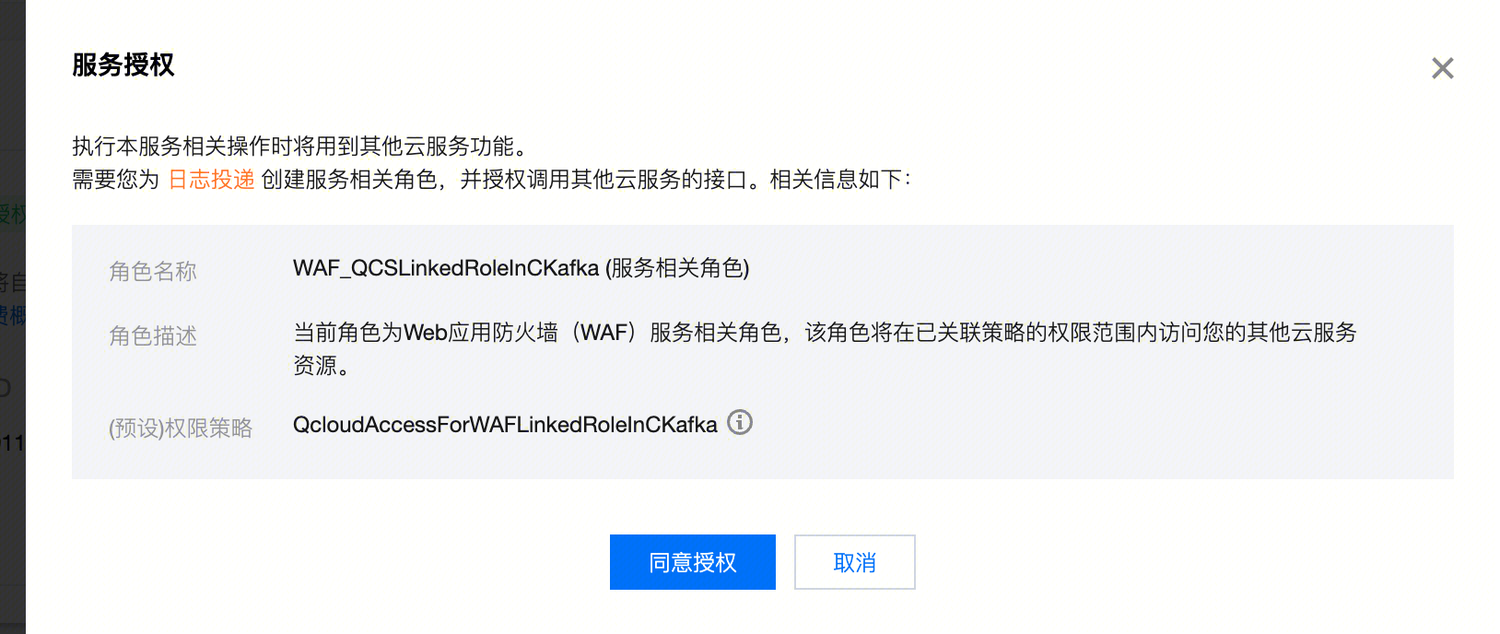 服务授权
执行本服务相关操作时将用到其他云服务功能。
需要您为 日志投递 创建服务相关角色，并授权调用其他云服务的接口。相关信息如下：
角色名称 WAF_QCSLinkedRoleInCKafka (服务相关角色)
角色描述 当前角色为Web应用防火墙（WAF）服务相关角色，该角色将在已关联策略的权限范围内访问您的其他云服务
资源。
(预设)权限策略 QcloudAccessForWAFLinkedRoleInCKafka
同意授权 取消